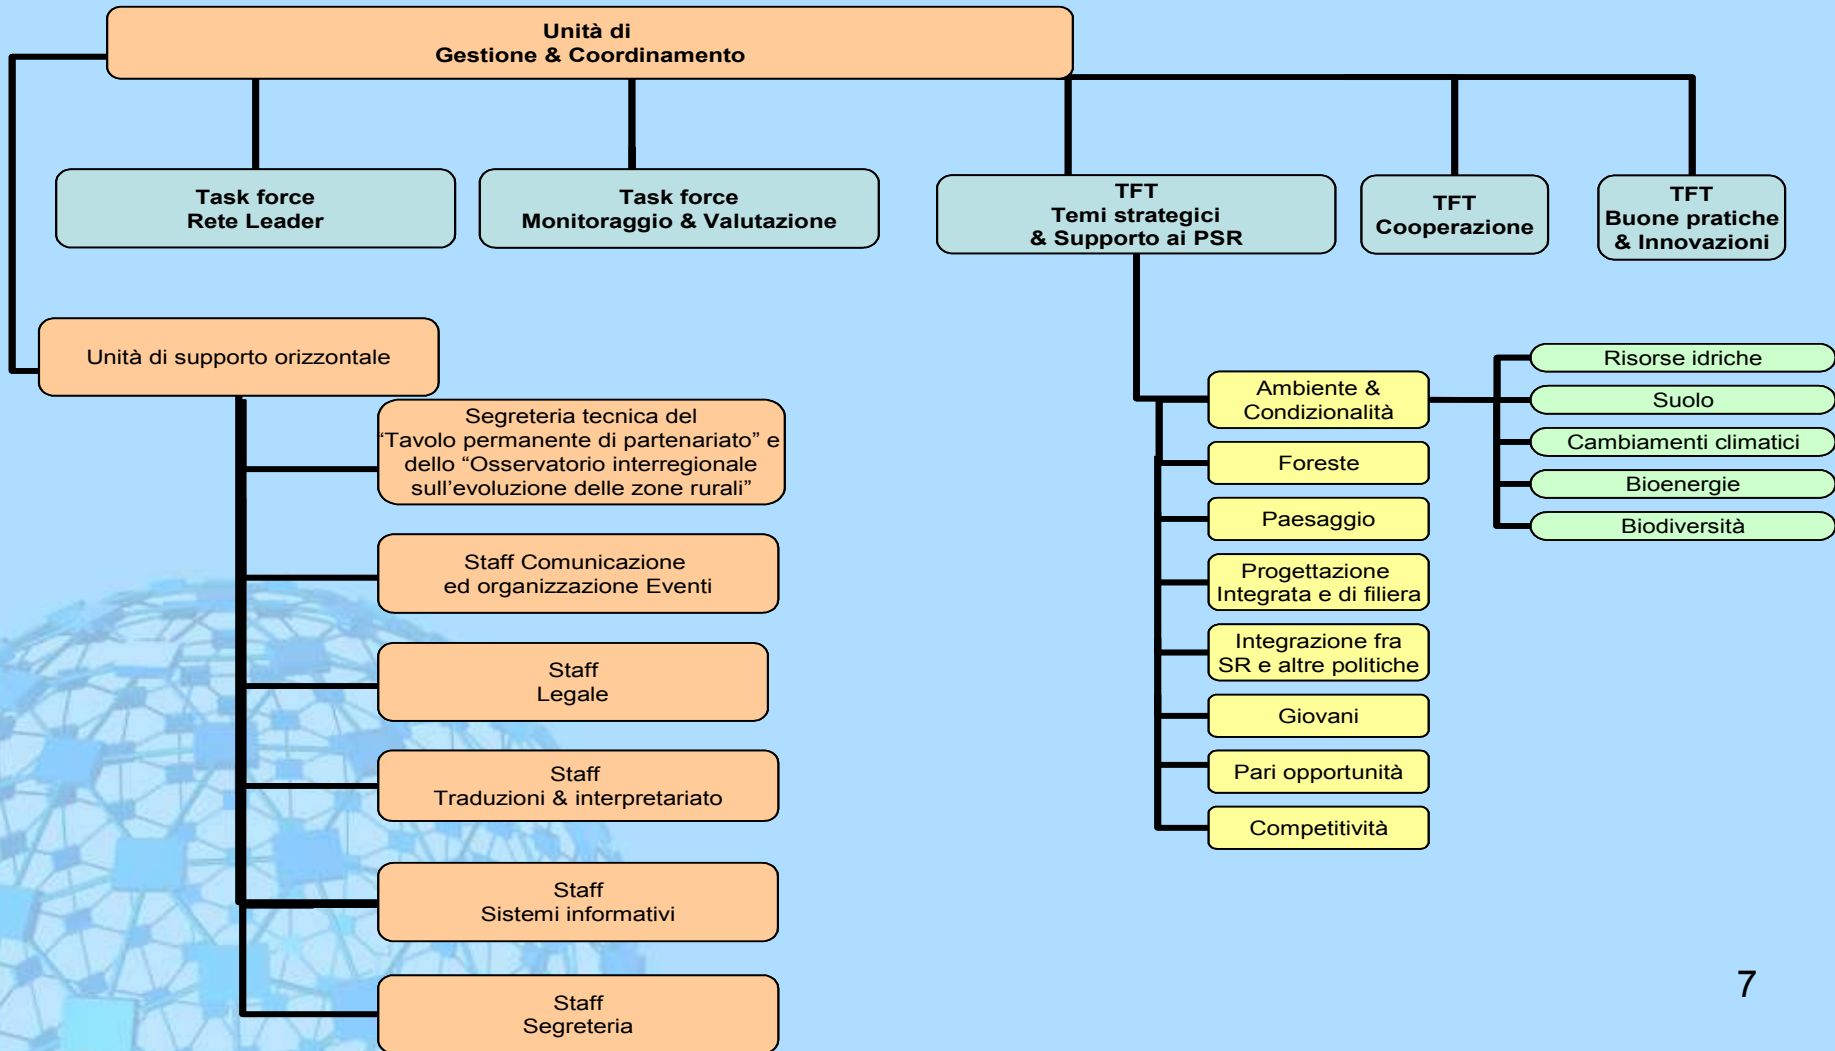 Unità di
Gestione & Coordinamento
Task force
Rete Leader
Task force
Monitoraggio & Valutazione
TFT
Temi strategici
& Supporto ai PSR
TFT
Cooperazione
TFT
Buone pratiche
& Innovazioni
Unità di supporto orizzontale
Segreteria tecnica del
“Tavolo permanente di partenariato” e
dello “Osservatorio interregionale
sull’evoluzione delle zone rurali”
Staff Comunicazione
ed organizzazione Eventi
Staff
Legale
Staff
Traduzioni & interpretariato
Staff
Sistemi informativi
Staff
Segreteria
Ambiente &
Condizionalità
Foreste
Paesaggio
Progettazione
Integrata e di filiera
Integrazione fra
SR e altre politiche
Giovani
Pari opportunità
Competitività
Risorse idriche
Suolo
Cambiamenti climatici
Bioenergie
Biodiversità
7